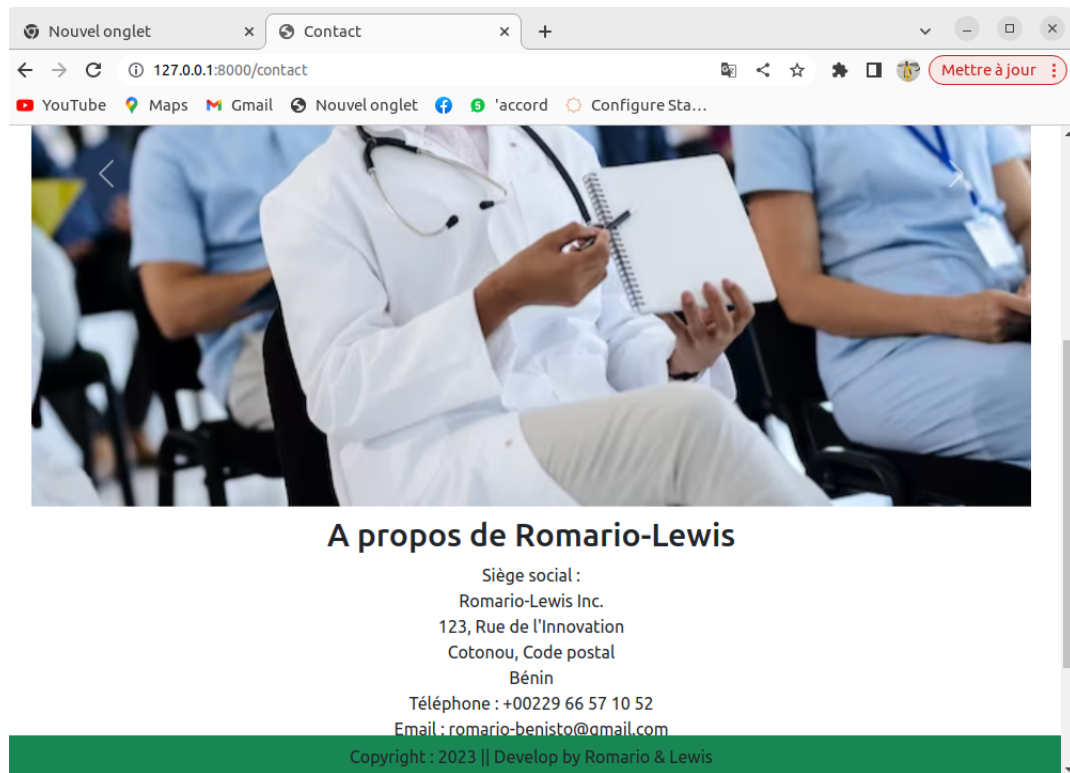 Nouvel onglet
Contact
127.0.0.1:8000/contact
Mettre à jour
YouTube Maps Gmail Nouvel onglet 'accord Configure Sta...
A propos de Romario-Lewis
Siège social :
Romario-Lewis Inc.
123, Rue de l'Innovation
Cotonou, Code postal
Bénin
Téléphone : +00229 66 57 10 52
Email : romario-benisto@gmail.com
Copyright : 2023 || Develop by Romario & Lewis